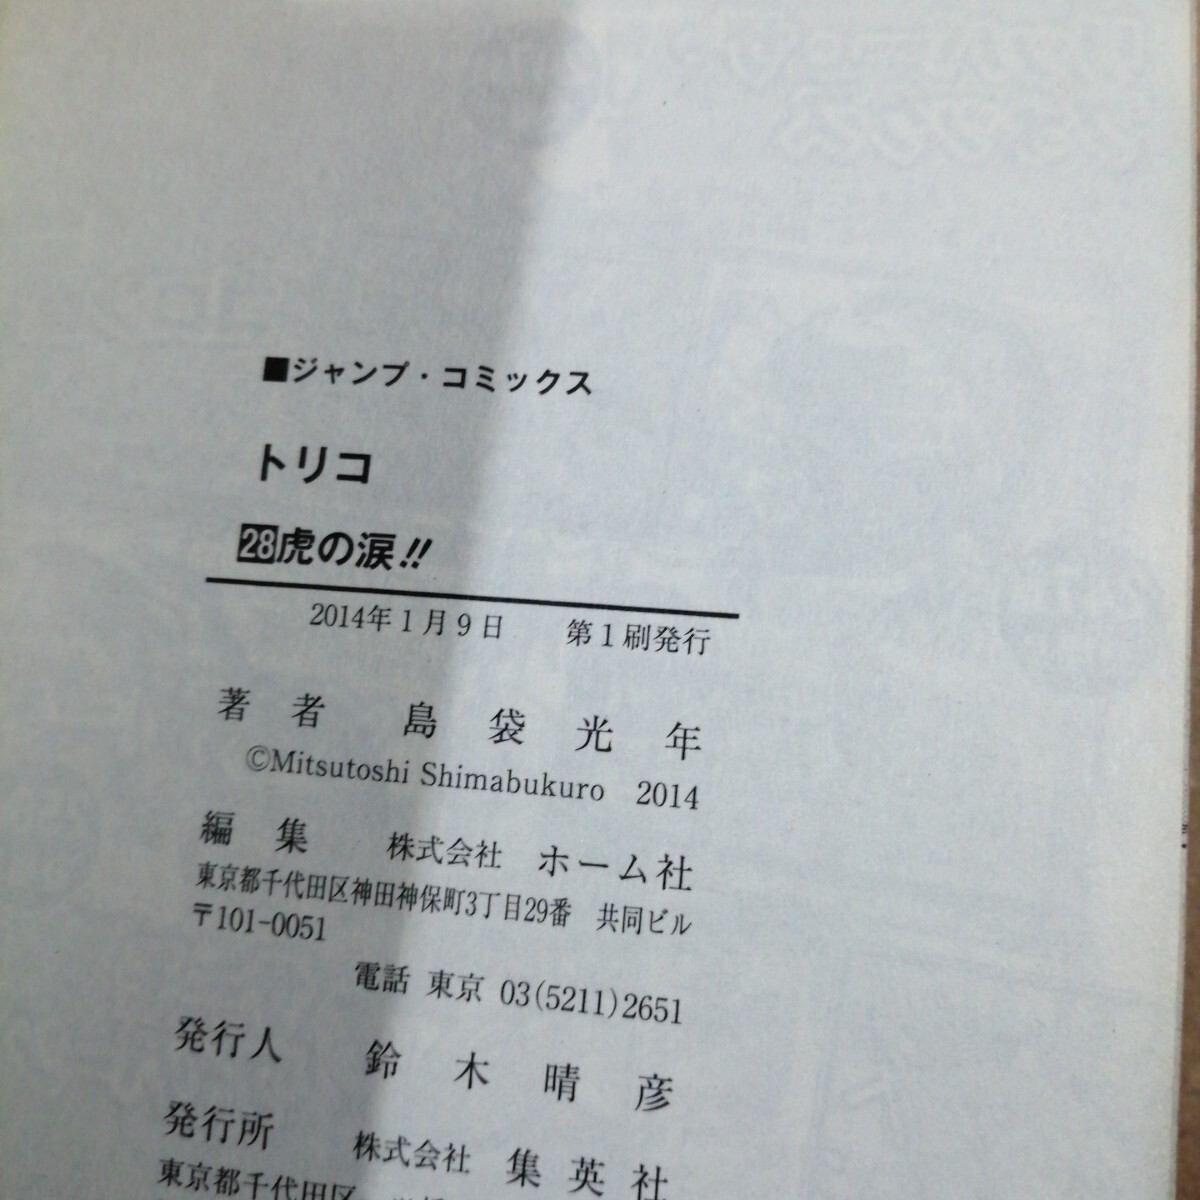 ■ジャンプ・コミックス
トリコ
28虎の涙!!
2014年1月9日 第1刷発行
著者 島袋光年
©Mitsutoshi Shimabukuro 2014
編集 株式会社 ホーム社
東京都千代田区神田神保町3丁目29番 共同ビル
〒101-0051
電話 東京 03(5211)2651
発行人 鈴木晴彦
発行所 株式会社 集英社
東京都千代田区